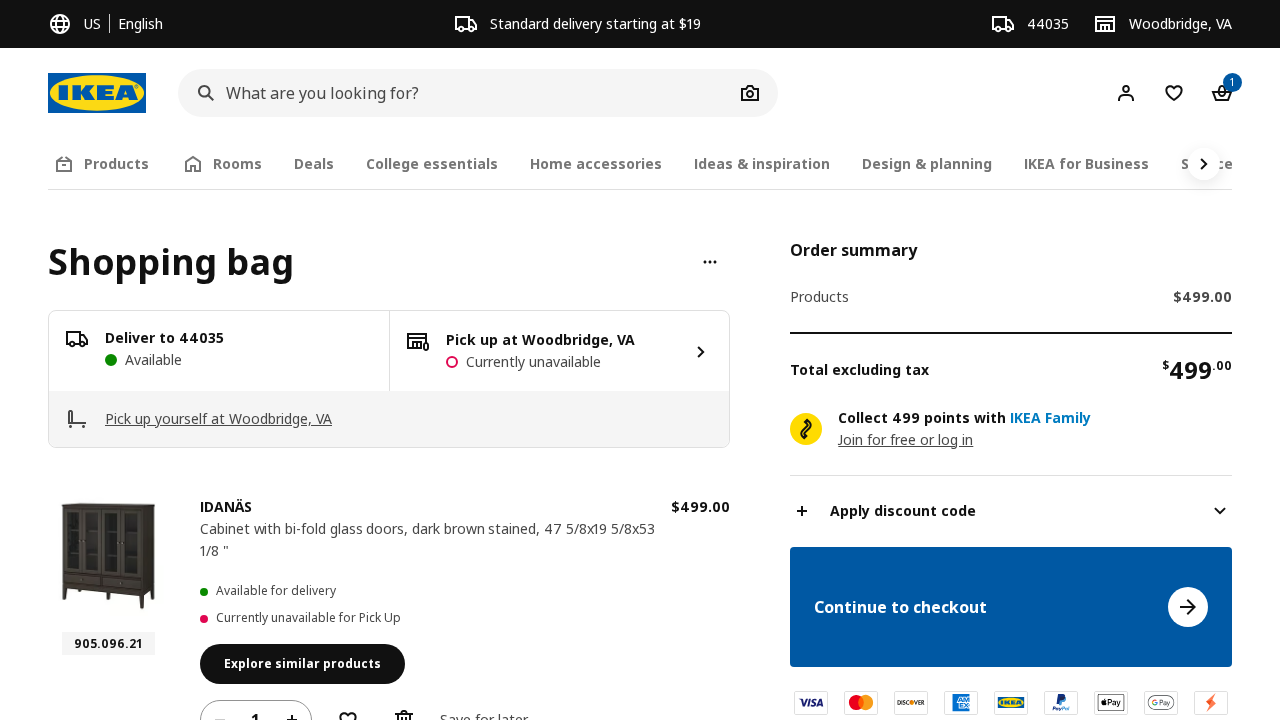 US English
Standard delivery starting at $19
44035
Woodbridge, VA
IKEA
What are you looking for?
1
Products
Rooms
Deals
College essentials
Home accessories
Ideas & inspiration
Design & planning
IKEA for Business
Shopping bag
Deliver to 44035
Available
Pick up at Woodbridge, VA
Currently unavailable
Pick up yourself at Woodbridge, VA
IDANÄS
$499.00
Cabinet with bi-fold glass doors, dark brown stained, 47 5/8x19 5/8x53
1/8 "
Available for delivery
Currently unavailable for Pick Up
905.096.21
Explore similar products
1
Save for later
Order summary
Products
$499.00
Total excluding tax
$499.00
Collect 499 points with IKEA Family
Join for free or log in
Apply discount code
Continue to checkout
VISA
DISCOVER
AM
EX
IKEA
PayPal
Pay
G Pay